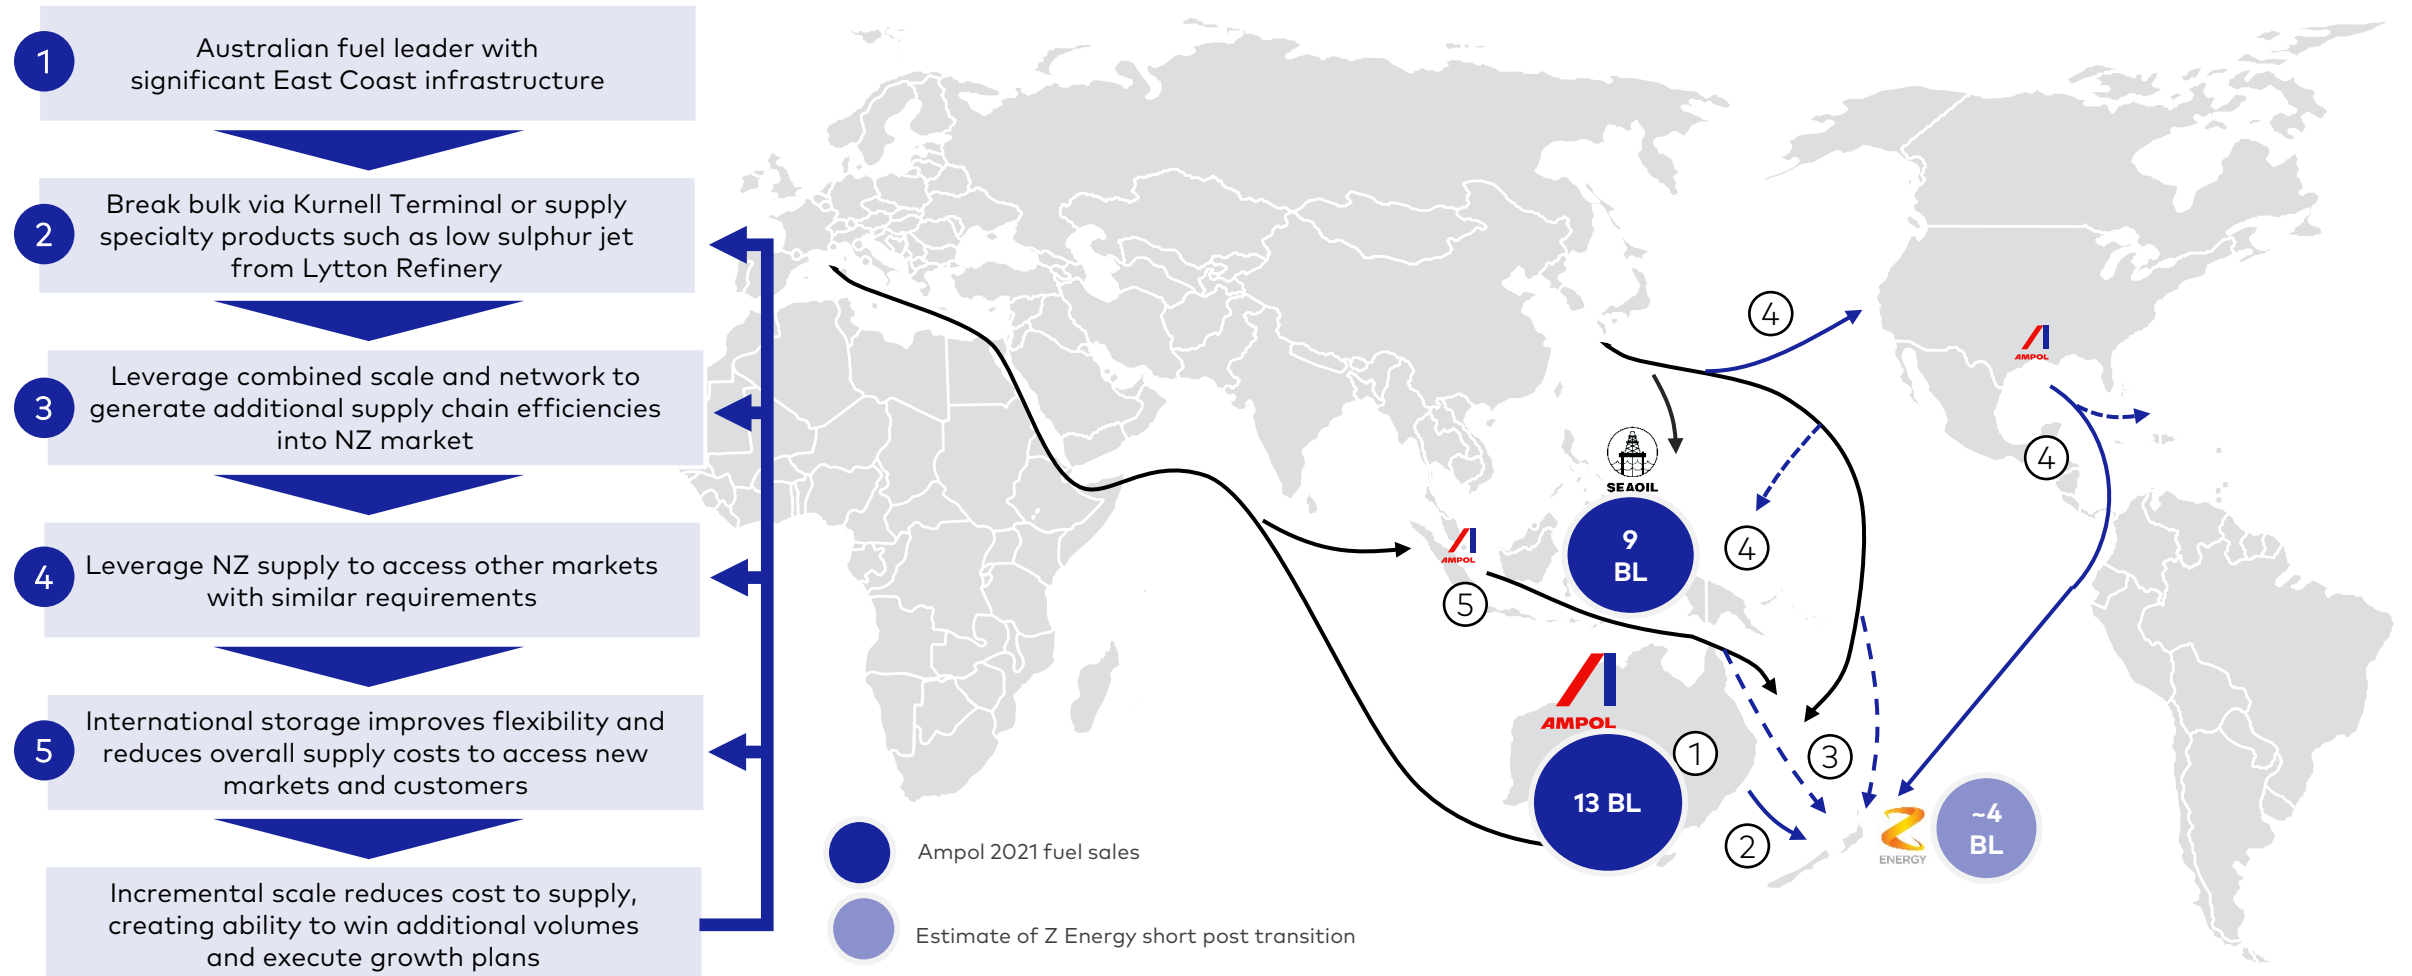 1
Australian fuel leader with
significant East Coast infrastructure
2
Break bulk via Kurnell Terminal or supply
specialty products such as low sulphur jet
from Lytton Refinery
3
Leverage combined scale and network to
generate additional supply chain efficiencies
into NZ market
4
Leverage NZ supply to access other markets
with similar requirements
5
International storage improves flexibility and
reduces overall supply costs to access new
markets and customers
Incremental scale reduces cost to supply,
creating ability to win additional volumes
and execute growth plans
4
AMPOL
4
SEAOIL
9
BL
4
AMPOL
5
AMPOL
1
3
13 BL
2
ENERGY
~4
BL
Ampol 2021 fuel sales
Estimate of Z Energy short post transition